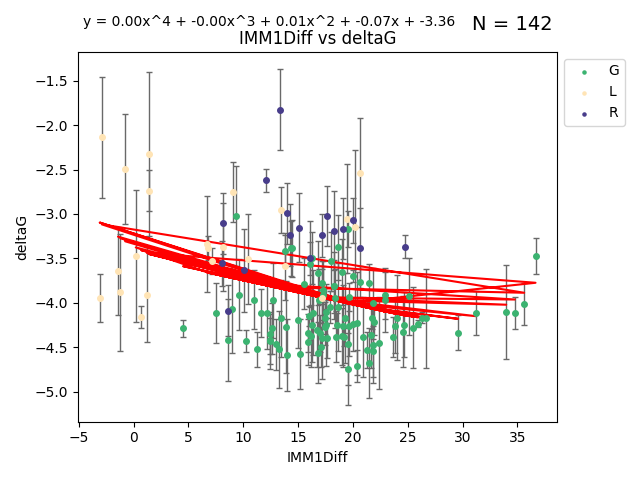 y = 0.00x^4 + -0.00x^3 + 0.01x^2 + -0.07x + -3.36
N = 142
IMM1Diff vs deltaG
G
L
R
deltaG
−1.5
−2.0
−2.5
−3.0
−3.5
−4.0
−4.5
−5.0
−5 0 5 10 15 20 25 30 35
IMM1Diff